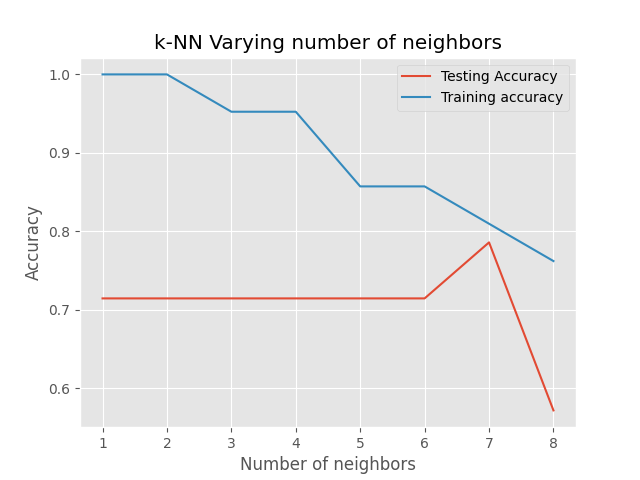 k-NN Varying number of neighbors
Testing Accuracy
Training accuracy
1.0
0.9
0.8
0.7
0.6
Accuracy
1 2 3 4 5 6 7 8
Number of neighbors